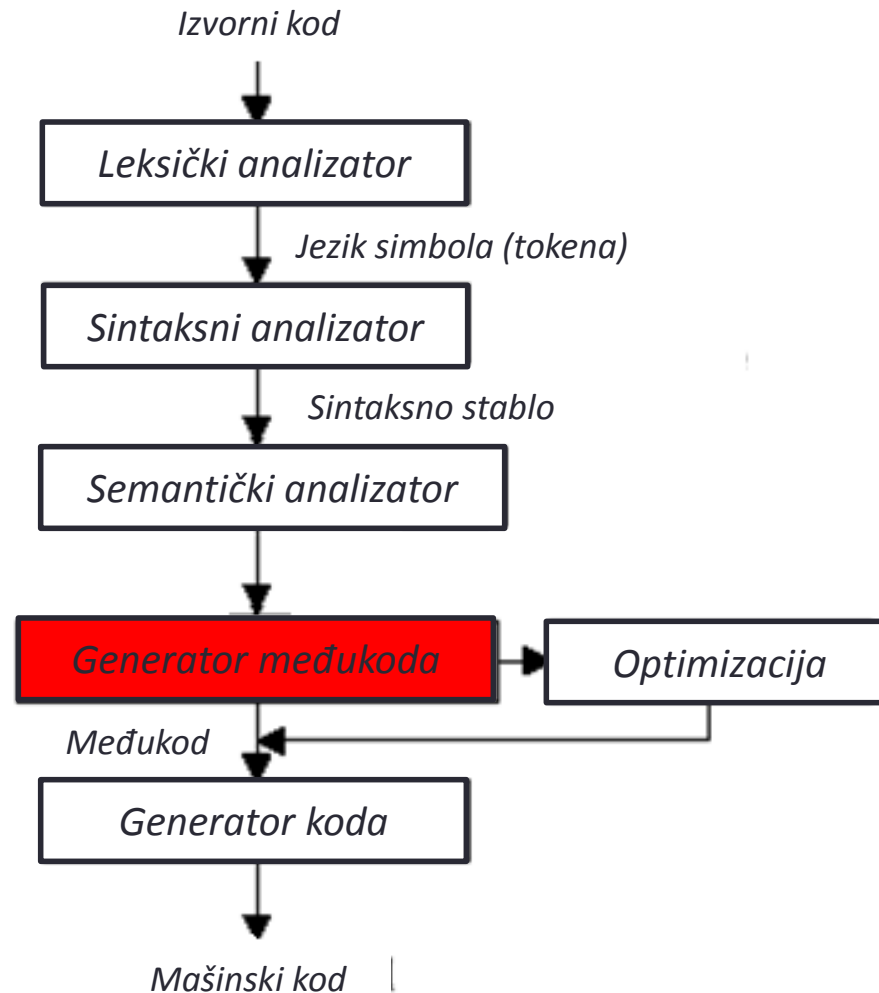 Izvorni kod
Leksički analizator
Jezik simbola (tokena)
Sintaksni analizator
Sintaksno stablo
Semantički analizator
Generator međukoda
Optimizacija
Međukod
Generator koda
Mašinski kod